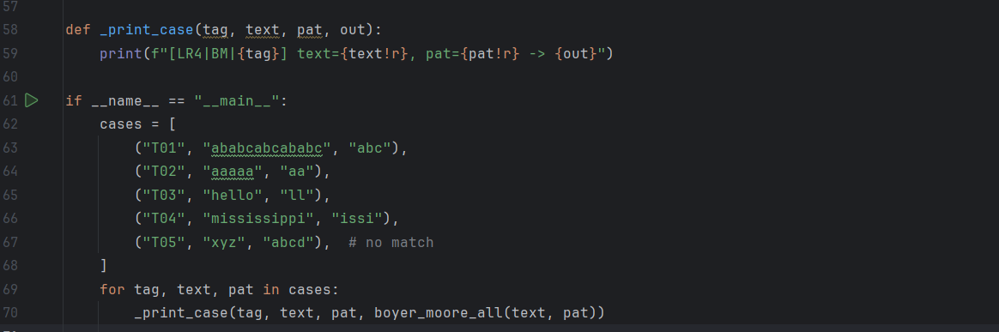 57
58 def _print_case(tag, text, pat, out):
59 print(f"[LR4|BM|{tag}] text={text!r}, pat={pat!r} -> {out}")
60
61 if __name__ == "__main__":
62 cases = [
63 ("T01", "ababcabcababc", "abc"),
64 ("T02", "aaaaa", "aa"),
65 ("T03", "hello", "ll"),
66 ("T04", "mississippi", "issi"),
67 ("T05", "xyz", "abcd"), # no match
68 ]
69 for tag, text, pat in cases:
70 _print_case(tag, text, pat, boyer_moore_all(text, pat))